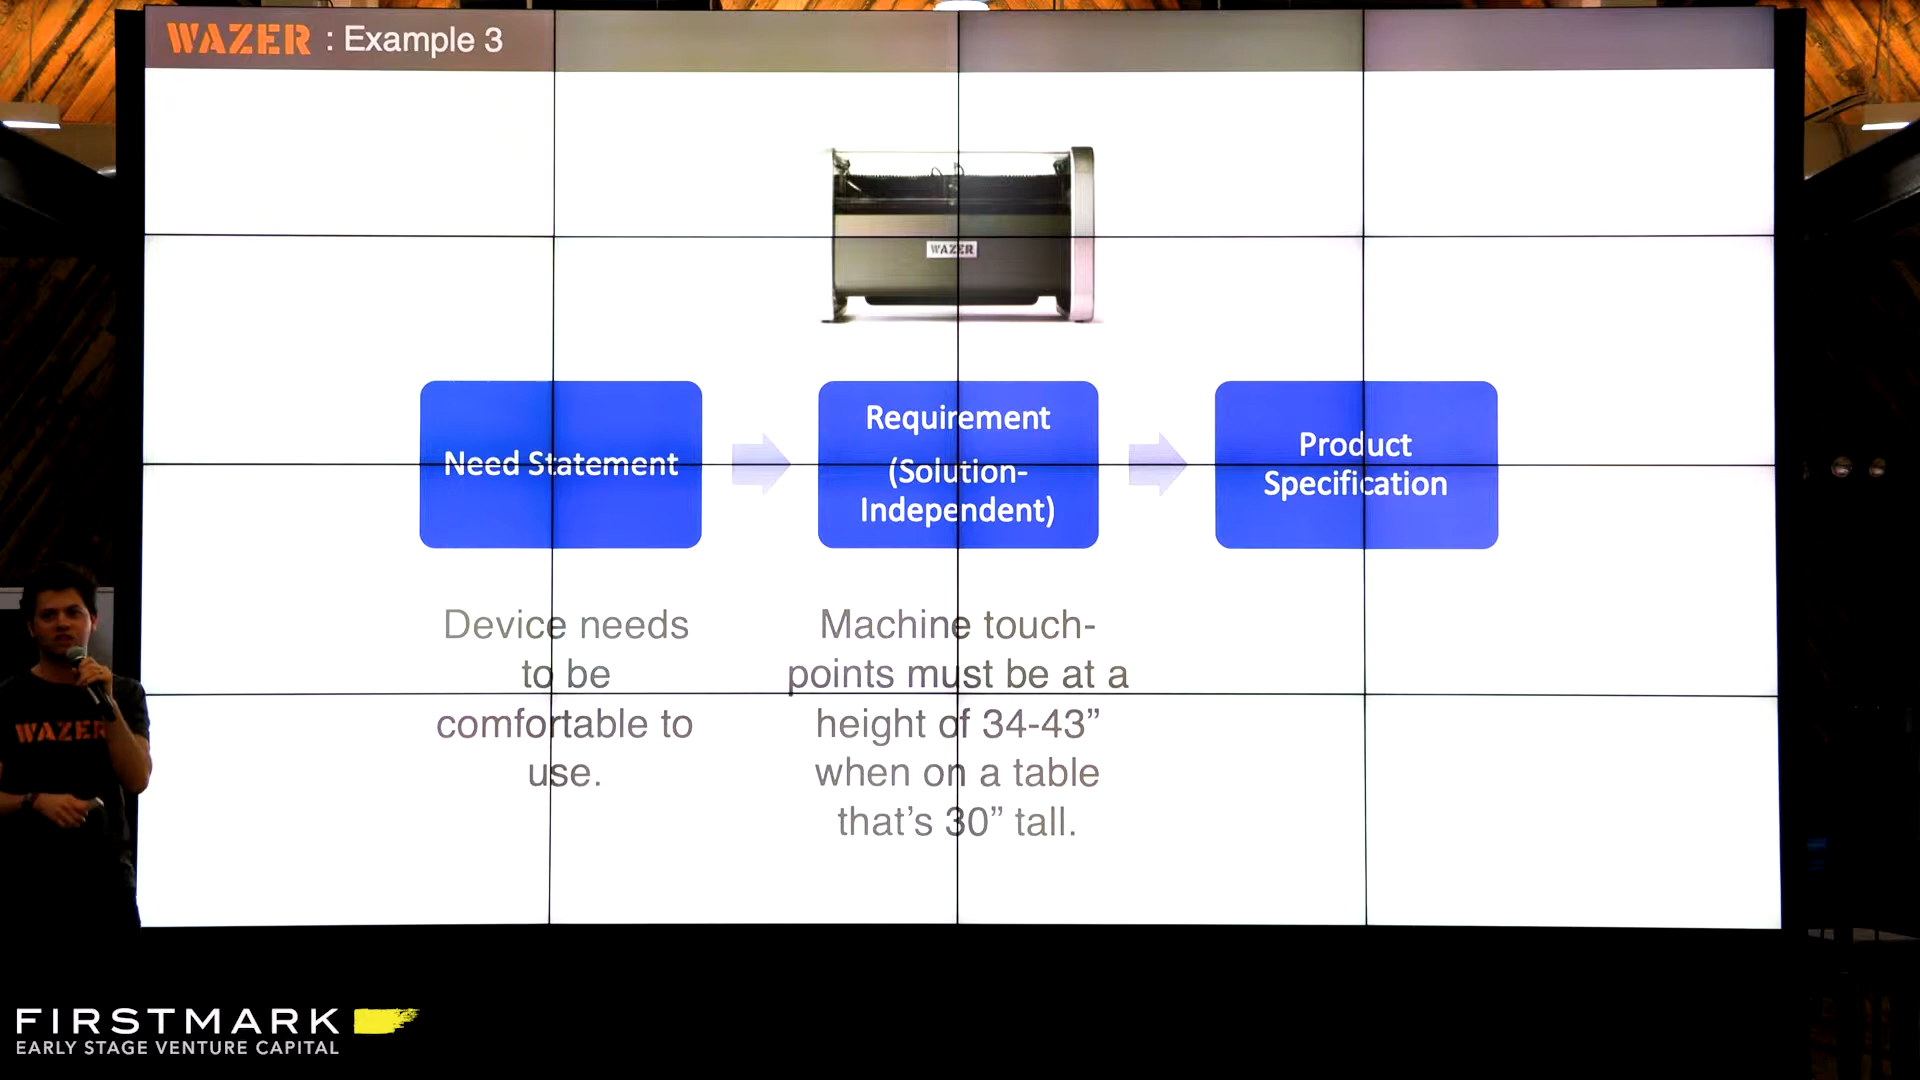 WAZER : Example 3
WAZER
Need Statement
Requirement
(Solution-
Independent)
Product
Specification
Device needs
to be
comfortable to
use.
Machine touch-
points must be at a
height of 34-43”
when on a table
that’s 30” tall.
WAZER
FIRSTMARK
EARLY STAGE VENTURE CAPITAL